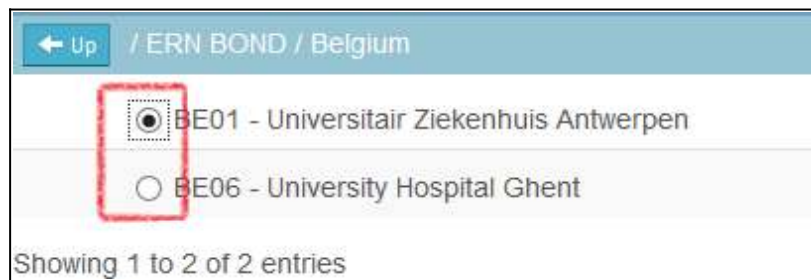 Up / ERN BOND / Belgium
BE01 - Universitair Ziekenhuis Antwerpen
BE06 - University Hospital Ghent
Showing 1 to 2 of 2 entries